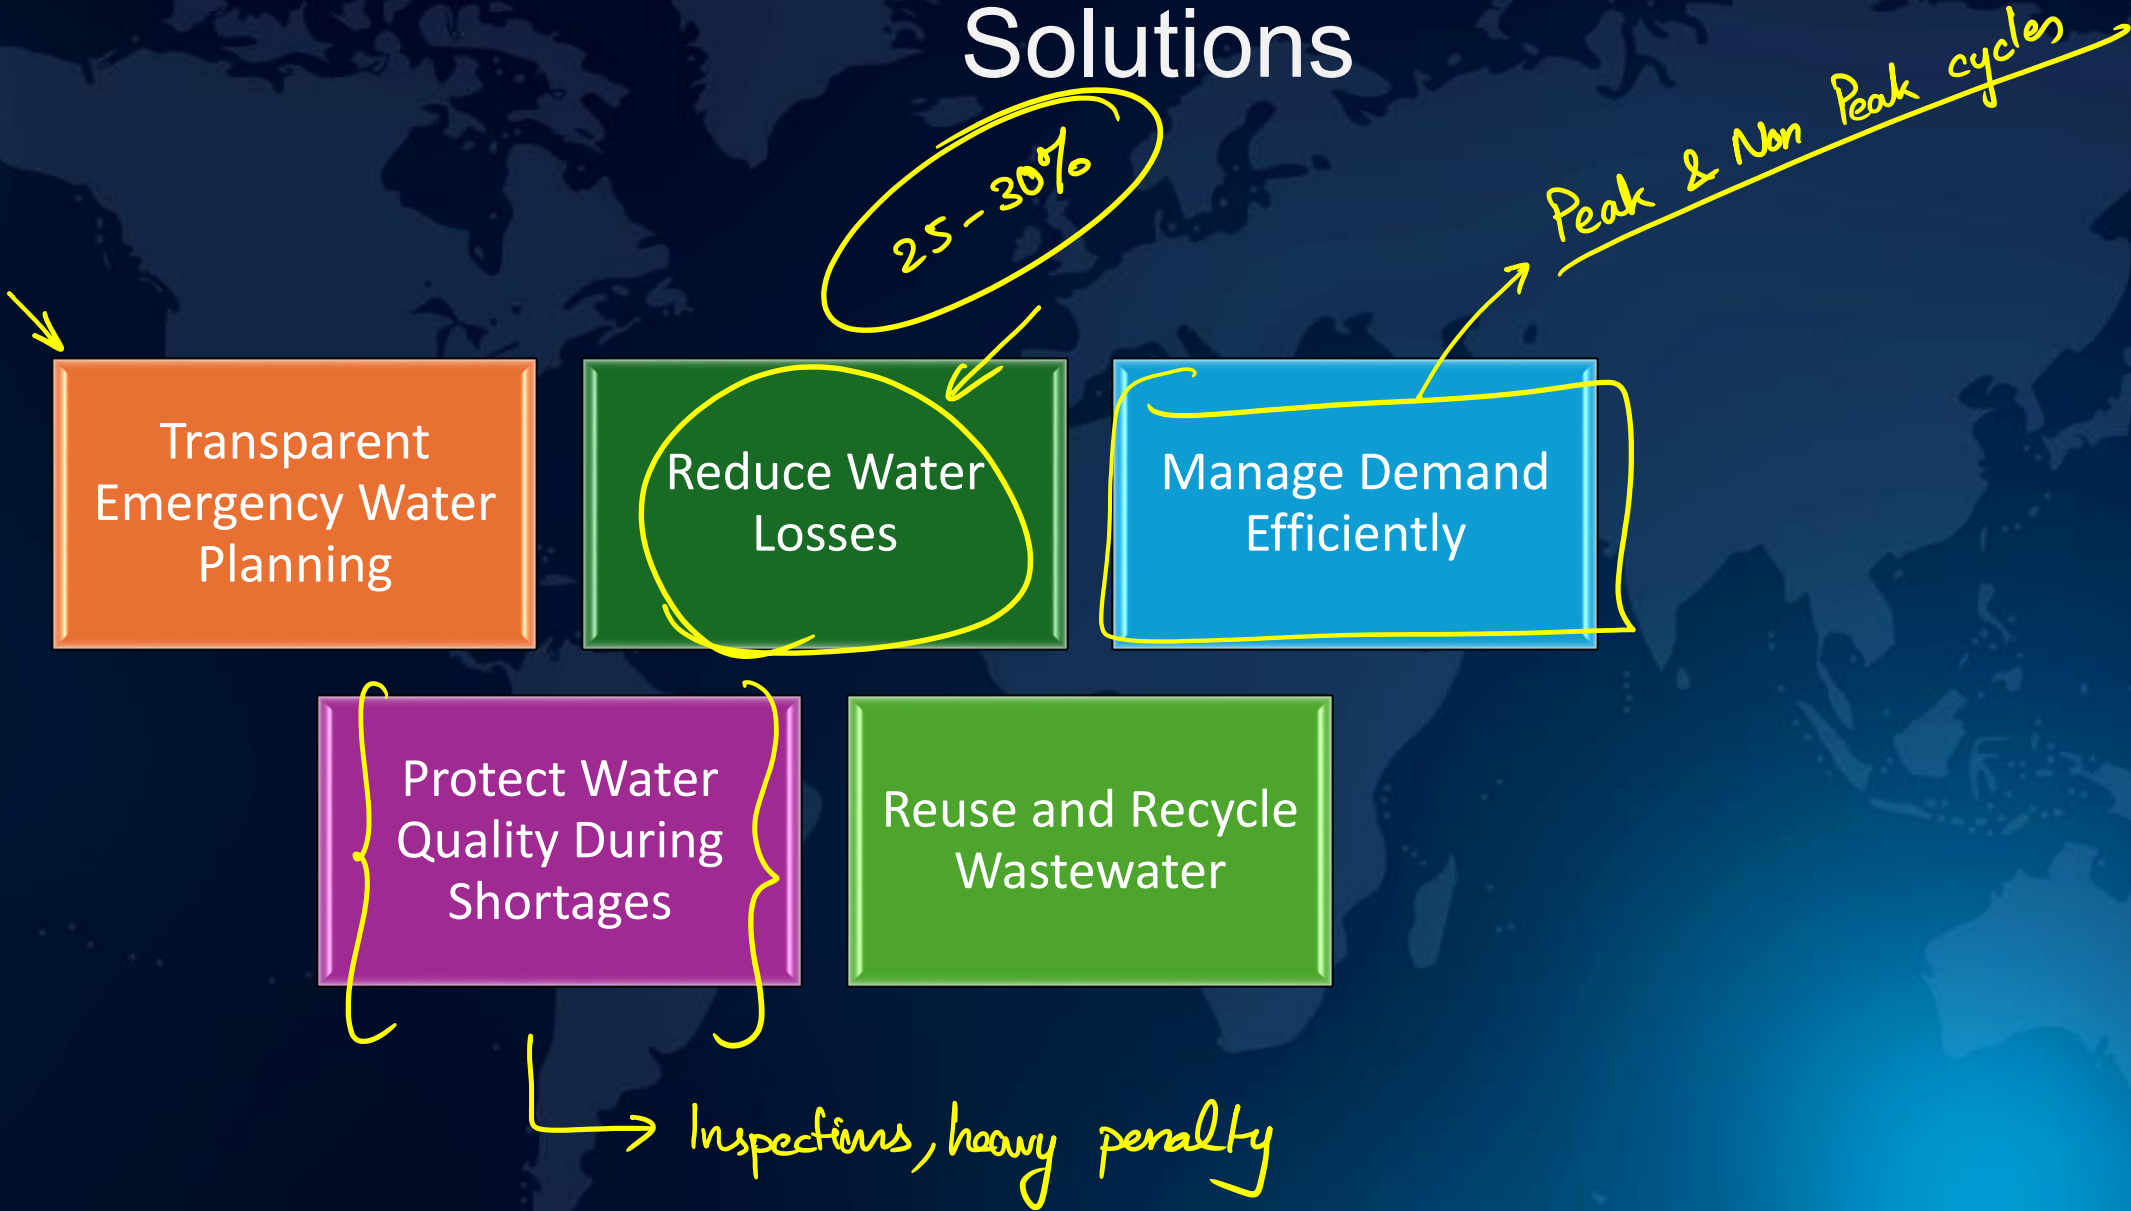 Solutions
Peak & Non Peak cycles
25-30%
Transparent
Emergency Water
Planning
Reduce Water
Losses
Manage Demand
Efficiently
Protect Water
Quality During
Shortages
Reuse and Recycle
Wastewater
Inspections, heavy penalty